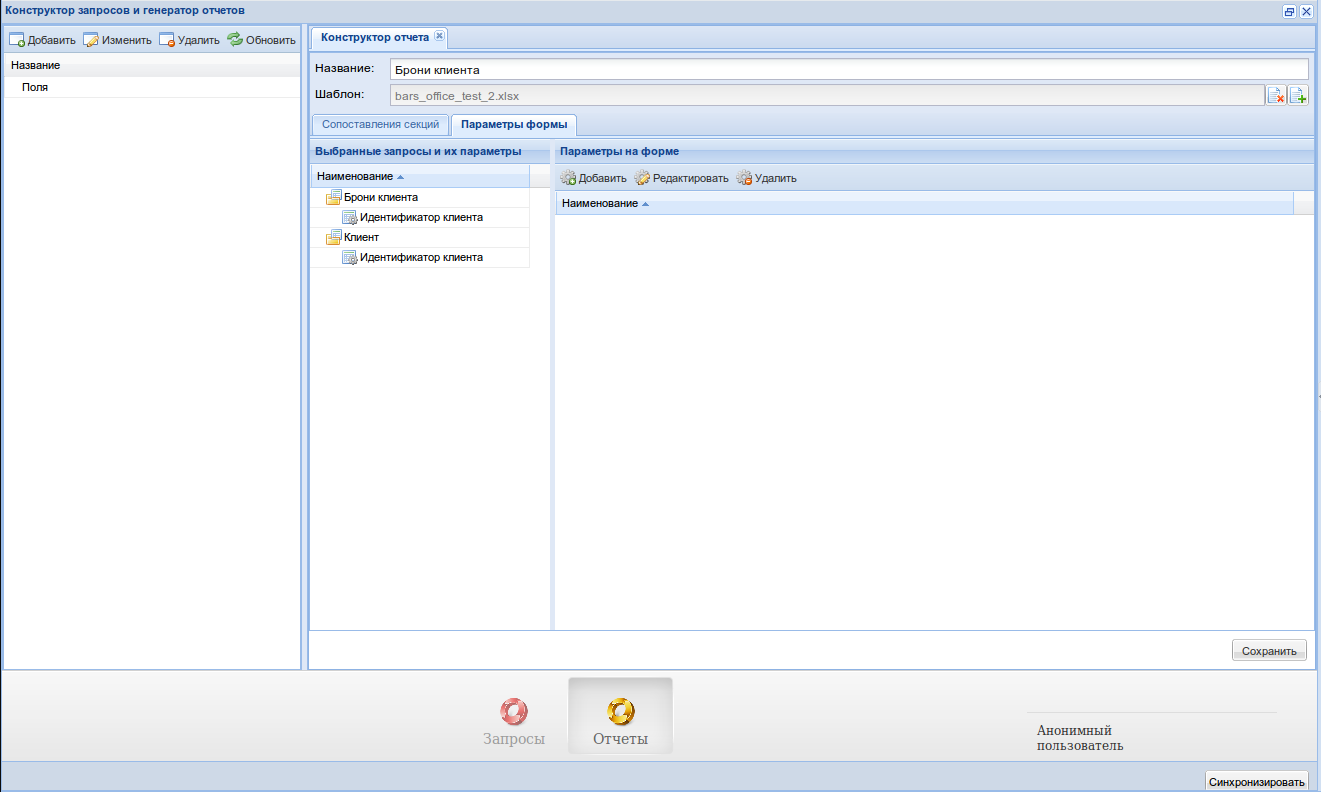 Конструктор запросов и генератор отчетов
Добавить Изменить Удалить Обновить
Название
Поля
Конструктор отчета
Название: Брони клиента
Шаблон: bars_office_test_2.xlsx
Сопоставления секций Параметры формы
Выбранные запросы и их параметры
Наименование
Брони клиента
Идентификатор клиента
Клиент
Идентификатор клиента
Параметры на форме
Добавить Редактировать Удалить
Наименование
Сохранить
Запросы Отчеты
Анонимный
пользователь
Синхронизировать